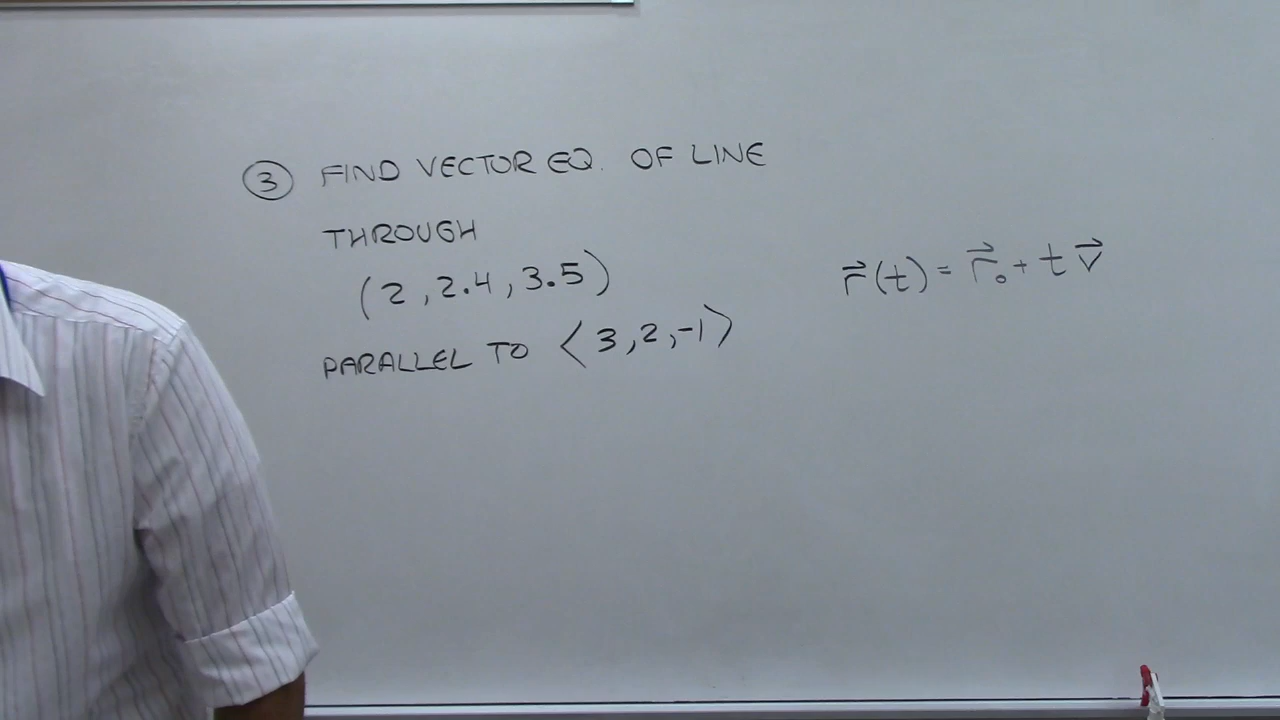 ③ FIND VECTOR EQ. OF LINE
THROUGH
(2, 2.4, 3.5)
PARALLEL TO ⟨3, 2, -1⟩
r⃗(t) = r⃗₀ + t v⃗